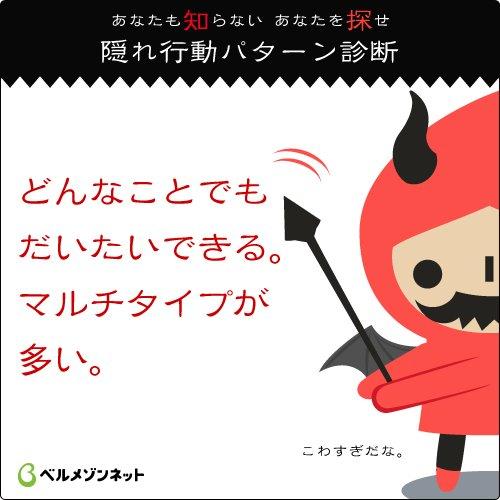 あなたも知らない あなたを探せ
隠れ行動パターン診断
どんなことでも
だいたいできる。
マルチタイプが
多い。
こわすぎだな。
ベルメゾンネット